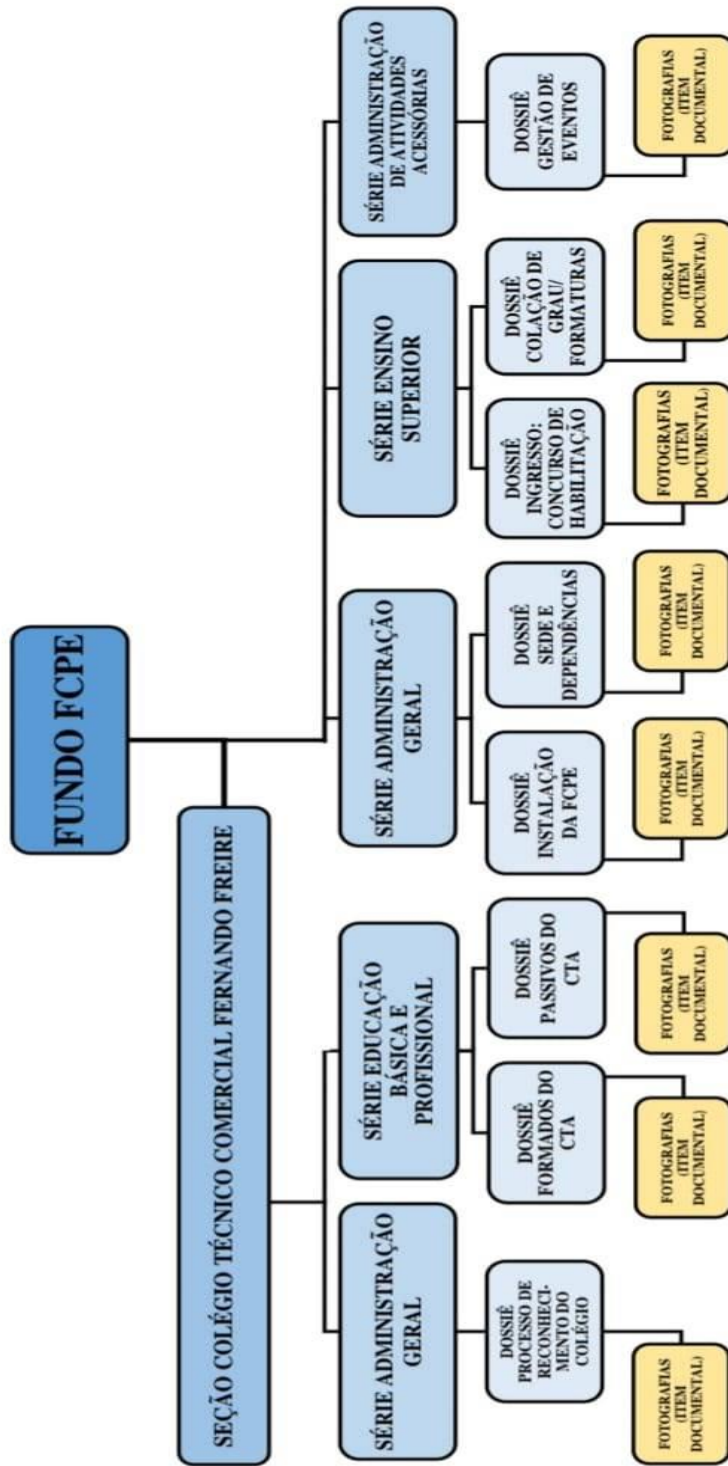 FUNDO FCPE
SEÇÃO COLÉGIO TÉCNICO COMERCIAL FERNANDO FREIRE
SÉRIE ADMINISTRAÇÃO
GERAL
SÉRIE EDUCAÇÃO
BÁSICA E
PROFISSIONAL
SÉRIE ADMINISTRAÇÃO
GERAL
SÉRIE ENSINO
SUPERIOR
SÉRIE ADMINISTRAÇÃO
DE ATIVIDADES
ACESSÓRIAS
DOSSIÊ
PROCESSO DE
RECONHECI-
MENTO DO
COLÉGIO
DOSSIÊ
FORMADOS DO
CTA
DOSSIÊ
PASSIVOS DO
CTA
DOSSIÊ
INSTALAÇÃO
DA FCPE
DOSSIÊ
SEDE E
DEPENDÊNCIAS
DOSSIÊ
INGRESSO:
CONCURSO DE
HABILITAÇÃO
DOSSIÊ
COLAÇÃO DE
GRAU/
FORMATURAS
DOSSIÊ
GESTÃO DE
EVENTOS
FOTOGRAFIAS
(ITEM
DOCUMENTAL)
FOTOGRAFIAS
(ITEM
DOCUMENTAL)
FOTOGRAFIAS
(ITEM
DOCUMENTAL)
FOTOGRAFIAS
(ITEM
DOCUMENTAL)
FOTOGRAFIAS
(ITEM
DOCUMENTAL)
FOTOGRAFIAS
(ITEM
DOCUMENTAL)
FOTOGRAFIAS
(ITEM
DOCUMENTAL)
FOTOGRAFIAS
(ITEM
DOCUMENTAL)